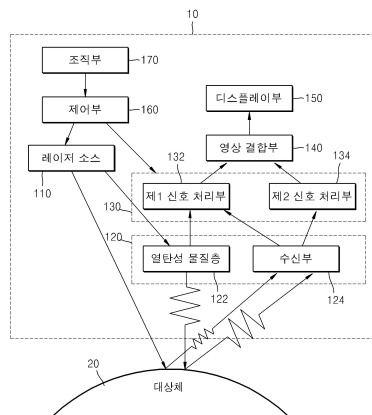 10
조직부
170
제어부
160
디스플레이부
150
레이저 소스
110
영상 결합부
140
132
134
제1 신호 처리부
제2 신호 처리부
130
120
열탄성 물질층
수신부
122
124
20
대상체